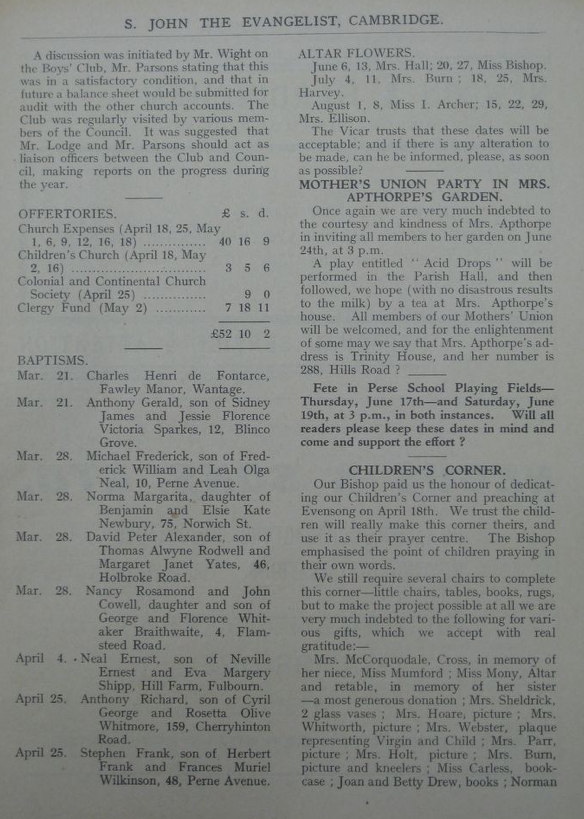 S. JOHN THE EVANGELIST, CAMBRIDGE.
A discussion was initiated by Mr. Wight on
the Boys' Club, Mr. Parsons stating that this
was in a satisfactory condition, and that in
future a balance sheet would be submitted for
audit with the other church accounts. The
Club was regularly visited by various mem-
bers of the Council. It was suggested that
Mr. Lodge and Mr. Parsons should act as
liaison officers between the Club and Coun-
cil, making reports on the progress during
the year.
OFFERTORIES. £ s. d.
Church Expenses (April 18, 25, May
1, 6, 9, 12, 16, 18) ............... 40 16 9
Children's Church (April 18, May
2, 16) ................................ 3 5 6
Colonial and Continental Church
Society (April 25) ............... 9 0
Clergy Fund (May 2) ............ 7 18 11
£52 10 2
BAPTISMS.
Mar. 21. Charles Henri de Fontarce,
Fawley Manor, Wantage.
Mar. 21. Anthony Gerald, son of Sidney
James and Jessie Florence
Victoria Sparkes, 12, Blinco
Grove.
Mar. 28. Michael Frederick, son of Fred-
erick William and Leah Olga
Neal, 10, Perne Avenue.
Mar. 28. Norma Margarita, daughter of
Benjamin and Elsie Kate
Newbury, 75, Norwich St.
Mar. 28. David Peter Alexander, son of
Thomas Alwyne Rodwell and
Margaret Janet Yates, 46,
Holbroke Road.
Mar. 28. Nancy Rosamond and John
Cowell, daughter and son of
George and Florence Whit-
aker Braithwaite, 4, Flam-
steed Road.
April 4. Neal Ernest, son of Neville
Ernest and Eva Margery
Shipp, Hill Farm, Fulbourn.
April 25. Anthony Richard, son of Cyril
George and Rosetta Olive
Whitmore, 159, Cherryhinton
Road.
April 25. Stephen Frank, son of Herbert
Frank and Frances Muriel
Wilkinson, 48, Perne Avenue.
ALTAR FLOWERS.
June 6, 13, Mrs. Hall; 20, 27, Miss Bishop.
July 4, 11, Mrs. Burn ; 18, 25, Mrs.
Harvey.
August 1, 8, Miss I. Archer; 15, 22, 29,
Mrs. Ellison.
The Vicar trusts that these dates will be
acceptable; and if there is any alteration to
be made, can he be informed, please, as soon
as possible?
MOTHER'S UNION PARTY IN MRS.
APTHORPE'S GARDEN.
Once again we are very much indebted to
the courtesy and kindness of Mrs. Apthorpe
in inviting all members to her garden on June
24th, at 3 p.m.
A play entitled " Acid Drops " will be
performed in the Parish Hall, and then
followed, we hope (with no disastrous results
to the milk) by a tea at Mrs. Apthorpe's
house. All members of our Mothers' Union
will be welcomed, and for the enlightenment
of some may we say that Mrs. Apthorpe's ad-
dress is Trinity House, and her number is
288, Hills Road ?
Fete in Perse School Playing Fields—
Thursday, June 17th—and Saturday, June
19th, at 3 p.m., in both instances. Will all
readers please keep these dates in mind and
come and support the effort ?
CHILDREN'S CORNER.
Our Bishop paid us the honour of dedicat-
ing our Children's Corner and preaching at
Evensong on April 18th. We trust the child-
ren will really make this corner theirs, and
use it as their prayer centre. The Bishop
emphasised the point of children praying in
their own words.
We still require several chairs to complete
this corner—little chairs, tables, books, rugs,
but to make the project possible at all we are
very much indebted to the following for vari-
ous gifts, which we accept with real
gratitude:—
Mrs. McCorquodale, Cross, in memory of
her niece, Miss Mumford ; Miss Mony, Altar
and retable, in memory of her sister
—a most generous donation ; Mrs. Sheldrick,
2 glass vases ; Mrs. Hoare, picture ; Mrs.
Whitworth, picture ; Mrs. Webster, plaque
representing Virgin and Child ; Mrs. Parr,
picture ; Mrs. Holt, picture ; Mrs. Burn,
picture and kneelers ; Miss Carless, book-
case ; Joan and Betty Drew, books ; Norman